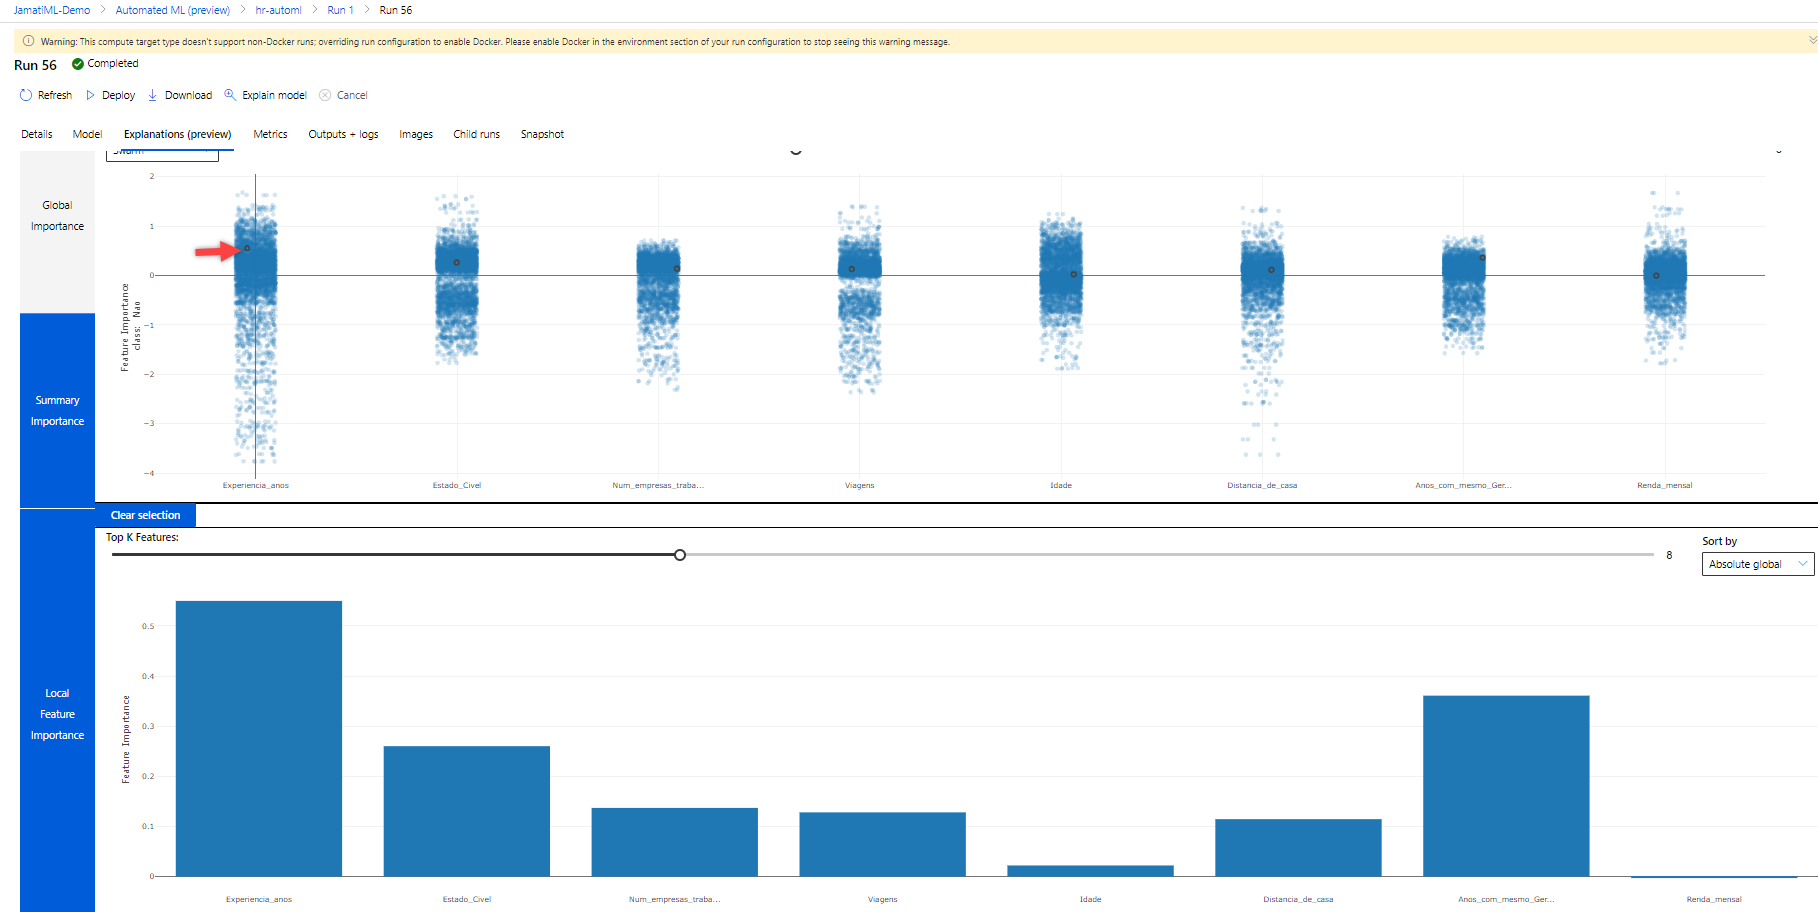 JamatiML-Demo > Automated ML (preview) > hr-automl > Run 1 > Run 56
Warning: This compute target type doesn't support non-Docker runs; overriding run configuration to enable Docker. Please enable Docker in the environment section of your run configuration to stop seeing this warning message.
Run 56 Completed
Refresh Deploy Download Explain model Cancel
Details Model Explanations (preview) Metrics Outputs + logs Images Child runs Snapshot
Global
Importance
Summary
Importance
Local
Feature
Importance
2
1
0
−1
−2
−3
−4
Feature Importance
class: Nao
Experiencia_anos Estado_Civel Num_empresas_traba... Viagens Idade Distancia_de_casa Anos_com_mesmo_Ger... Renda_mensal
Clear selection
Top K Features:
8
Sort by
Absolute global
0.5
0.4
0.3
0.2
0.1
0
Feature Importance
Experiencia_anos Estado_Civel Num_empresas_traba... Viagens Idade Distancia_de_casa Anos_com_mesmo_Ger... Renda_mensal